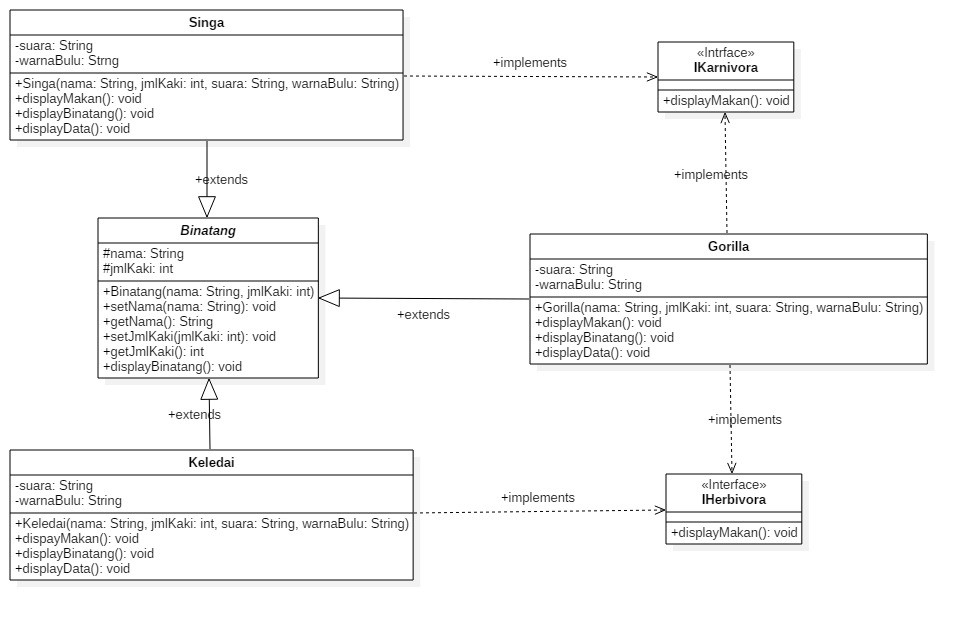 Singa
-suara: String
-warnaBulu: Strng
+Singa(nama: String, jmlKaki: int, suara: String, warnaBulu: String)
+displayMakan(): void
+displayBinatang(): void
+displayData(): void
+implements
«Intrface»
IKarnivora
+displayMakan(): void
+extends
+implements
Binatang
#nama: String
#jmlKaki: int
+Binatang(nama: String, jmlKaki: int)
+setNama(nama: String): void
+getNama(): String
+setJmlKaki(jmlKaki: int): void
+getJmlKaki(): int
+displayBinatang(): void
+extends
Gorilla
-suara: String
-warnaBulu: String
+Gorilla(nama: String, jmlKaki: int, suara: String, warnaBulu: String)
+displayMakan(): void
+displayBinatang(): void
+displayData(): void
+extends
+implements
Keledai
-suara: String
-warnaBulu: String
+Keledai(nama: String, jmlKaki: int, suara: String, warnaBulu: String)
+dispayMakan(): void
+displayBinatang(): void
+displayData(): void
+implements
«Interface»
IHerbivora
+displayMakan(): void